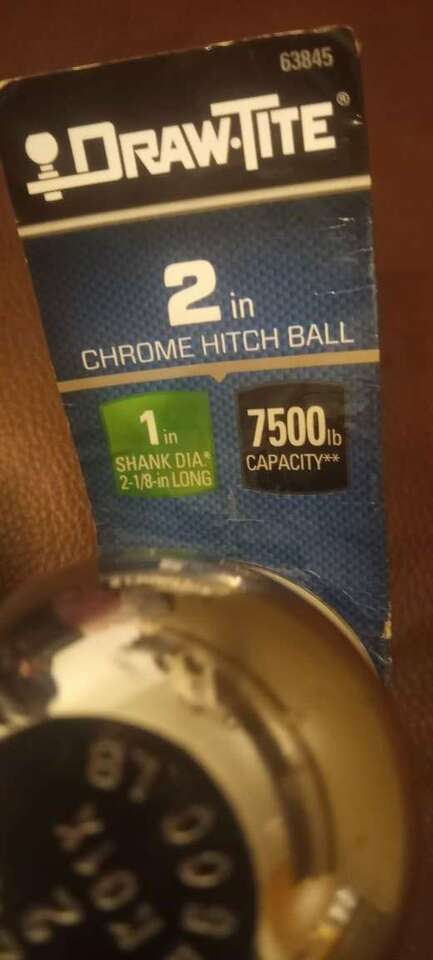 63845
DRAW·TITE®
2 in
CHROME HITCH BALL
1 in
SHANK DIA.*
2-1/8-in LONG
7500 lb
CAPACITY**